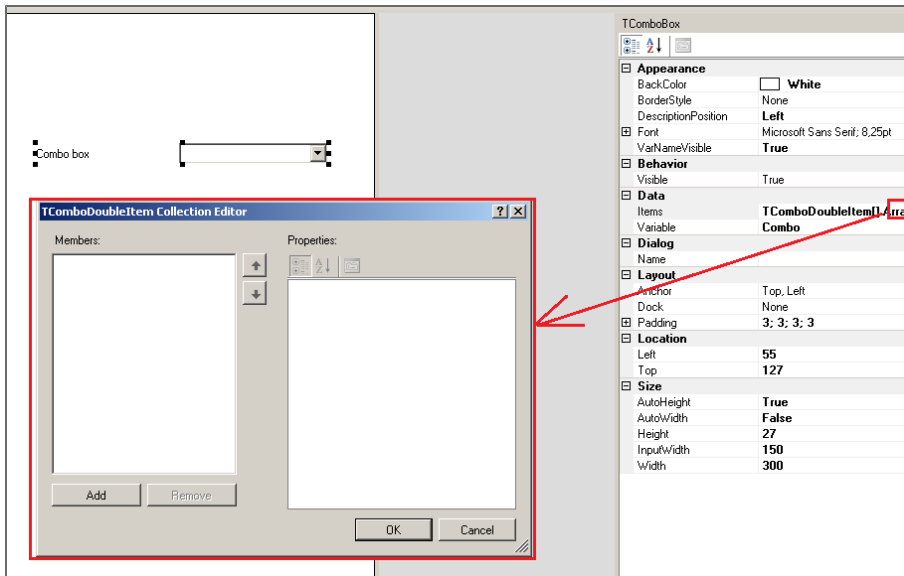 TComboBox
Appearance
BackColor White
BorderStyle None
DescriptionPosition Left
Font Microsoft Sans Serif; 8,25pt
VarNameVisible True
Behavior
Visible True
Data
Items TComboDoubleItem[] Arra
Variable Combo
Dialog
Name
Layout
Anchor Top, Left
Dock None
Padding 3; 3; 3; 3
Location
Left 55
Top 127
Size
AutoHeight True
AutoWidth False
Height 27
InputWidth 150
Width 300
Combo box
TComboDoubleItem Collection Editor
Members: Properties:
Add Remove
OK Cancel